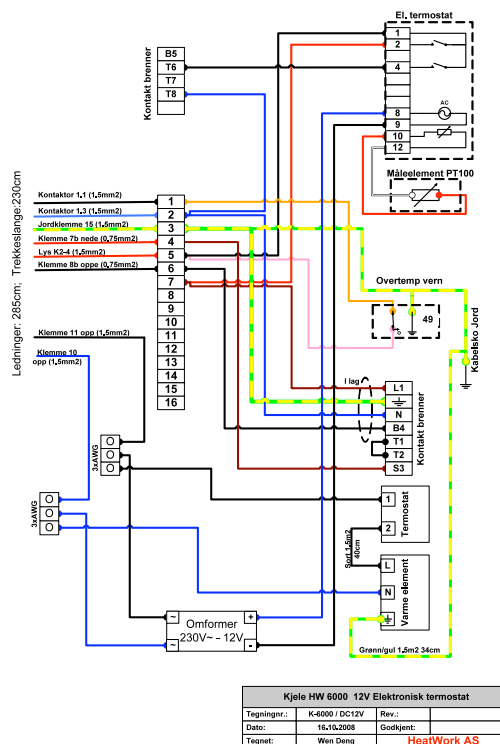 El. termostat
1
2
4
8
9
10
12
AC
Kontakt brenner
B5
T6
T7
T8
Måleelement PT100
Ledninger: 285cm; Trekkeslange:230cm
Kontaktor 1.1 (1.5mm2)
Kontaktor 1.3 (1.5mm2)
Jordklemme 15 (1.5mm2)
Klemme 7b nede (0.75mm2)
Lys K2-4 (1.5mm2)
Klemme 8b oppe (0.75mm2)
Klemme 11 opp (1.5mm2)
Klemme 10
opp (1.5mm2)
1
2
3
4
5
6
7
8
9
10
11
12
13
14
15
16
Overtemp vern
49
Kabelsko Jord
I lag
L1
N
B4
T1
T2
S3
Kontakt brenner
3xAWG
3xAWG
1
2
Termostat
Sort 1.5m2
40cm
L
N
Varme element
Omformer
230V~ - 12V
~
~
+
-
Grønn/gul 1.5m2 34cm
Kjele HW 6000 12V Elektronisk termostat
Tegningnr.: K-6000 / DC12V Rev.:
Dato: 16.10.2008 Godkjent:
Tegnet: Wen Deng HeatWork AS